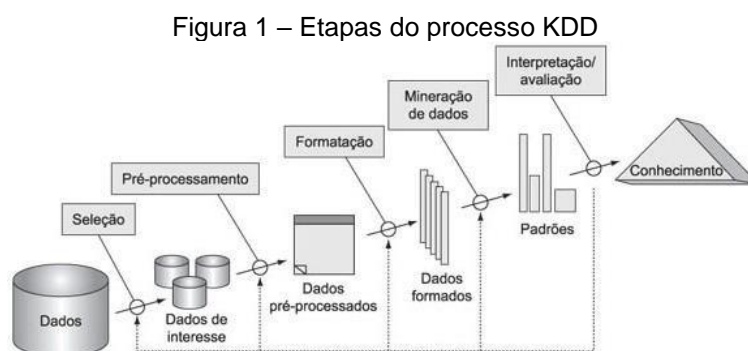 Figura 1 – Etapas do processo KDD
Interpretação/
avaliação
Mineração
de dados
Formatação
Pré-processamento
Seleção
Conhecimento
Padrões
Dados
formados
Dados
pré-processados
Dados de
interesse
Dados